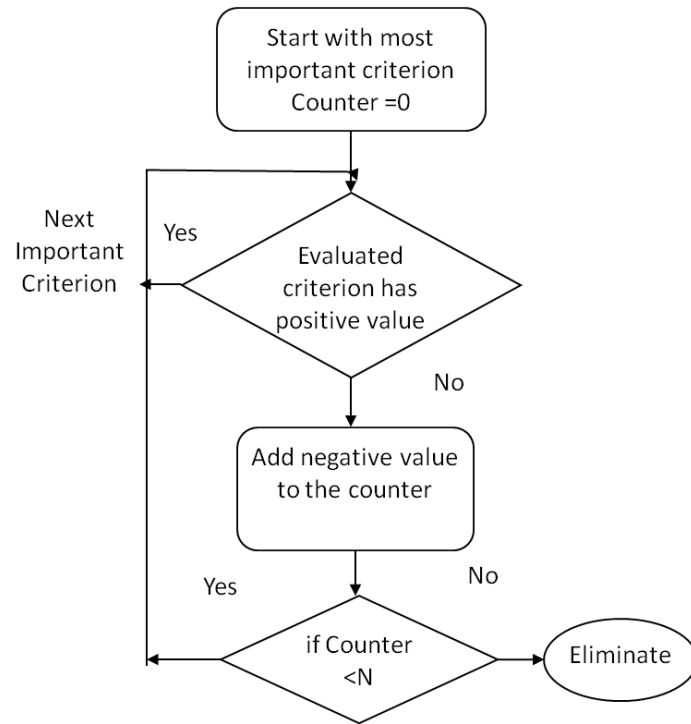 Start with most
important criterion
Counter =0
Next
Important
Criterion
Yes
Evaluated
criterion has
positive value
No
Add negative value
to the counter
Yes
No
if Counter
<N
Eliminate